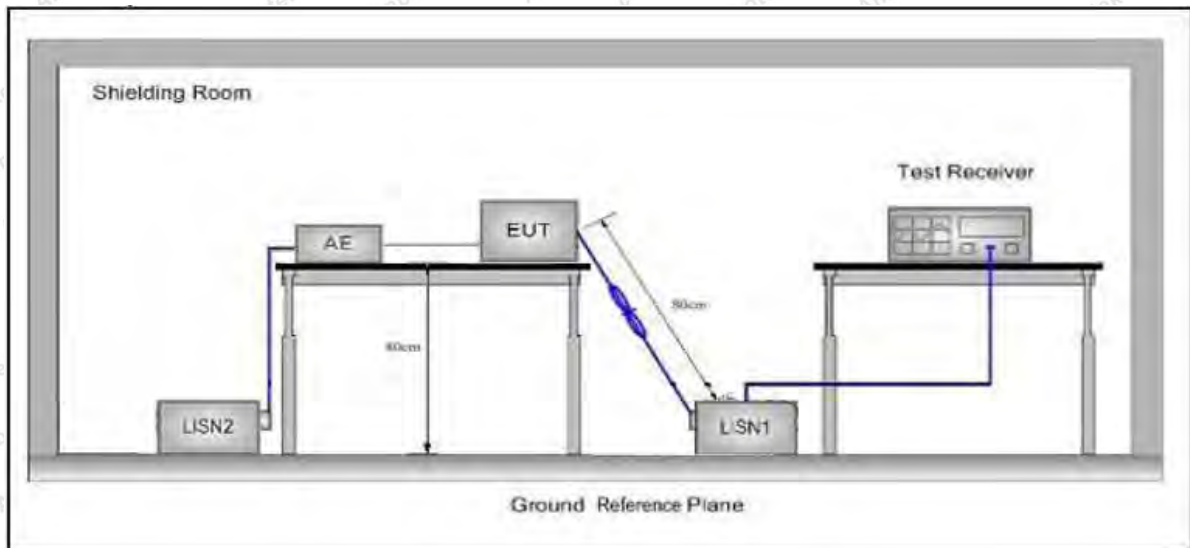 Shielding Room
Test Receiver
AE
EUT
80cm
80cm
LISN2
LISN1
Ground Reference Plane